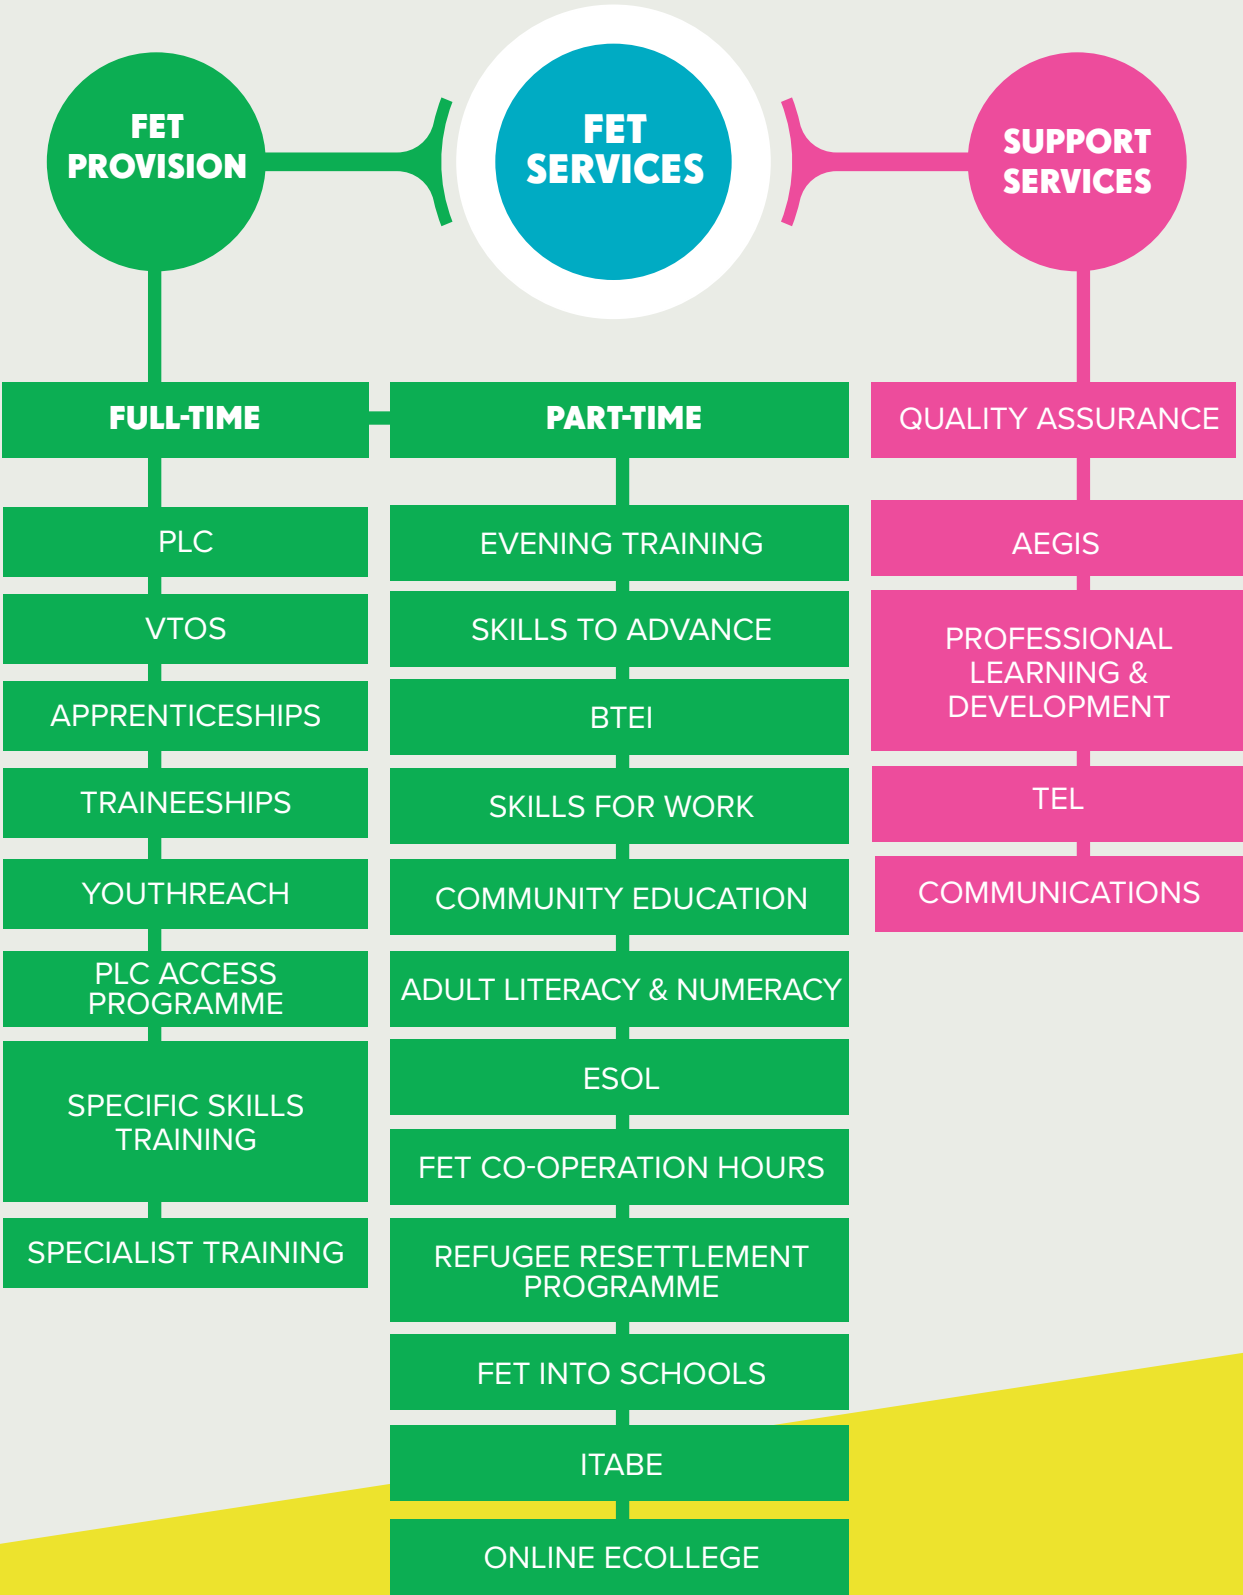 FET
PROVISION
FET
SERVICES
SUPPORT
SERVICES
FULL-TIME
PLC
VTOS
APPRENTICESHIPS
TRAINEESHIPS
YOUTHREACH
PLC ACCESS
PROGRAMME
SPECIFIC SKILLS
TRAINING
SPECIALIST TRAINING
PART-TIME
EVENING TRAINING
SKILLS TO ADVANCE
BTEI
SKILLS FOR WORK
COMMUNITY EDUCATION
ADULT LITERACY & NUMERACY
ESOL
FET CO-OPERATION HOURS
REFUGEE RESETTLEMENT
PROGRAMME
FET INTO SCHOOLS
ITABE
ONLINE ECOLLEGE
QUALITY ASSURANCE
AEGIS
PROFESSIONAL
LEARNING &
DEVELOPMENT
TEL
COMMUNICATIONS